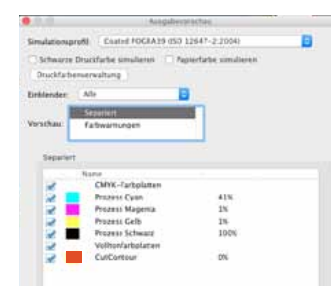 Ausgabevorschau
Simulationsprofil: Coated FOGRA39 (ISO 12647-2:2004)
Schwarze Druckfarbe simulieren Papierfarbe simulieren
Druckfarbenverwaltung
Einblenden: Alle
Vorschau: Separiert
Farbwarnungen
Separiert
Name
CMYK-Farbplatten
Prozess Cyan 41%
Prozess Magenta 1%
Prozess Gelb 1%
Prozess Schwarz 100%
Volltonfarbplatten
CutContour 0%